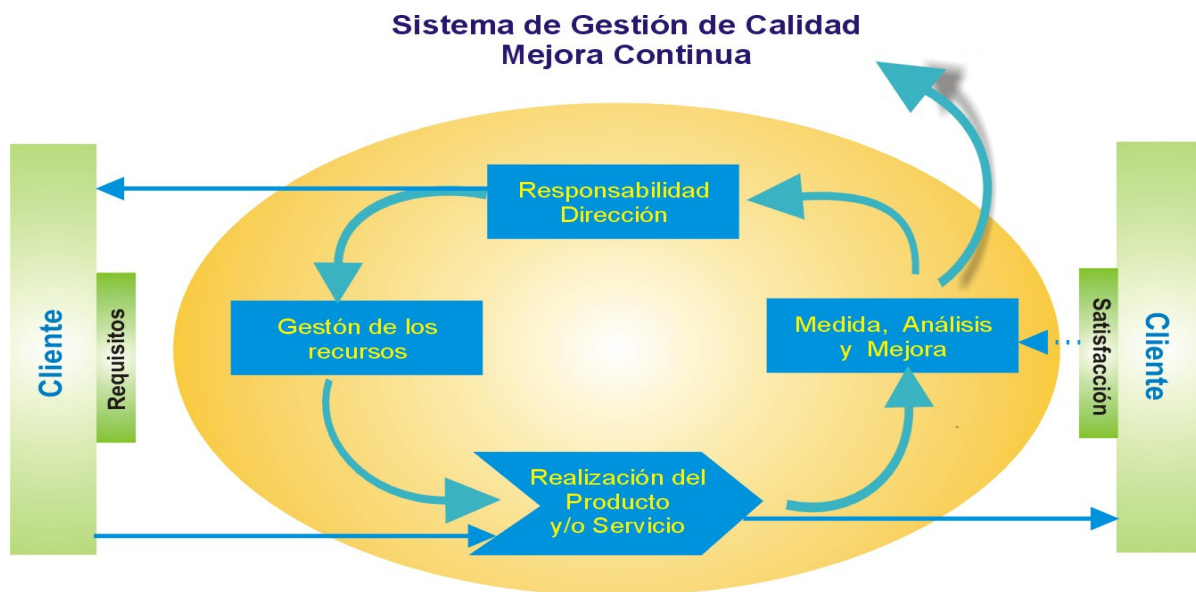 Sistema de Gestión de Calidad
Mejora Continua
Responsabilidad
Dirección
Gestón de los
recursos
Medida, Análisis
y Mejora
Realización del
Producto
y/o Servicio
Cliente
Requisitos
Satisfacción
Cliente